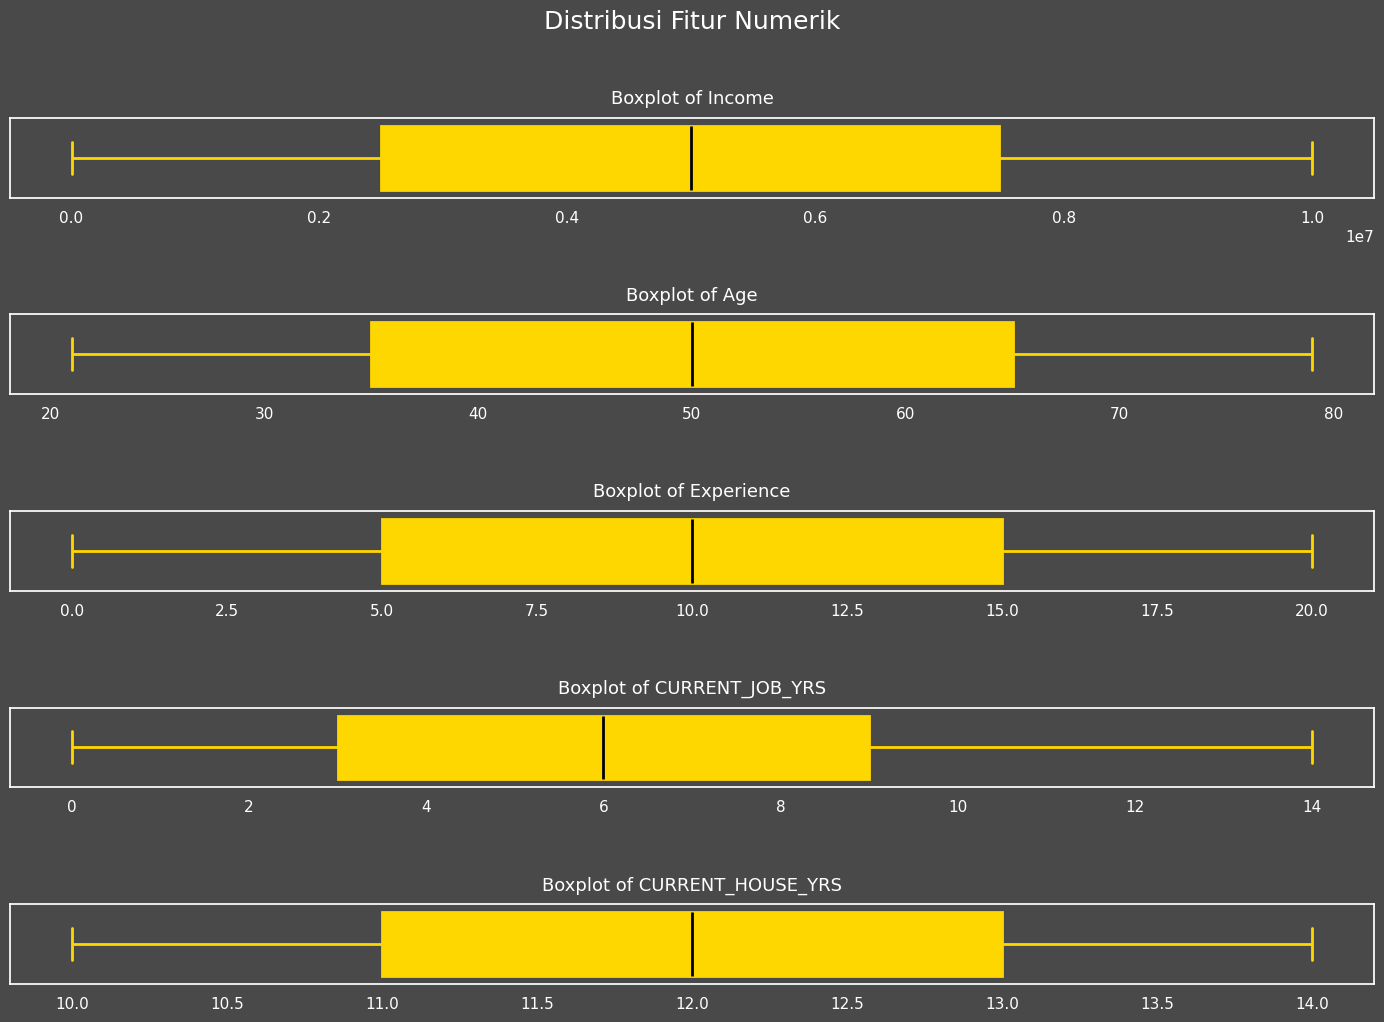 Distribusi Fitur Numerik
Boxplot of Income
0.0 0.2 0.4 0.6 0.8 1.0
1e7
Boxplot of Age
20 30 40 50 60 70 80
Boxplot of Experience
0.0 2.5 5.0 7.5 10.0 12.5 15.0 17.5 20.0
Boxplot of CURRENT_JOB_YRS
0 2 4 6 8 10 12 14
Boxplot of CURRENT_HOUSE_YRS
10.0 10.5 11.0 11.5 12.0 12.5 13.0 13.5 14.0